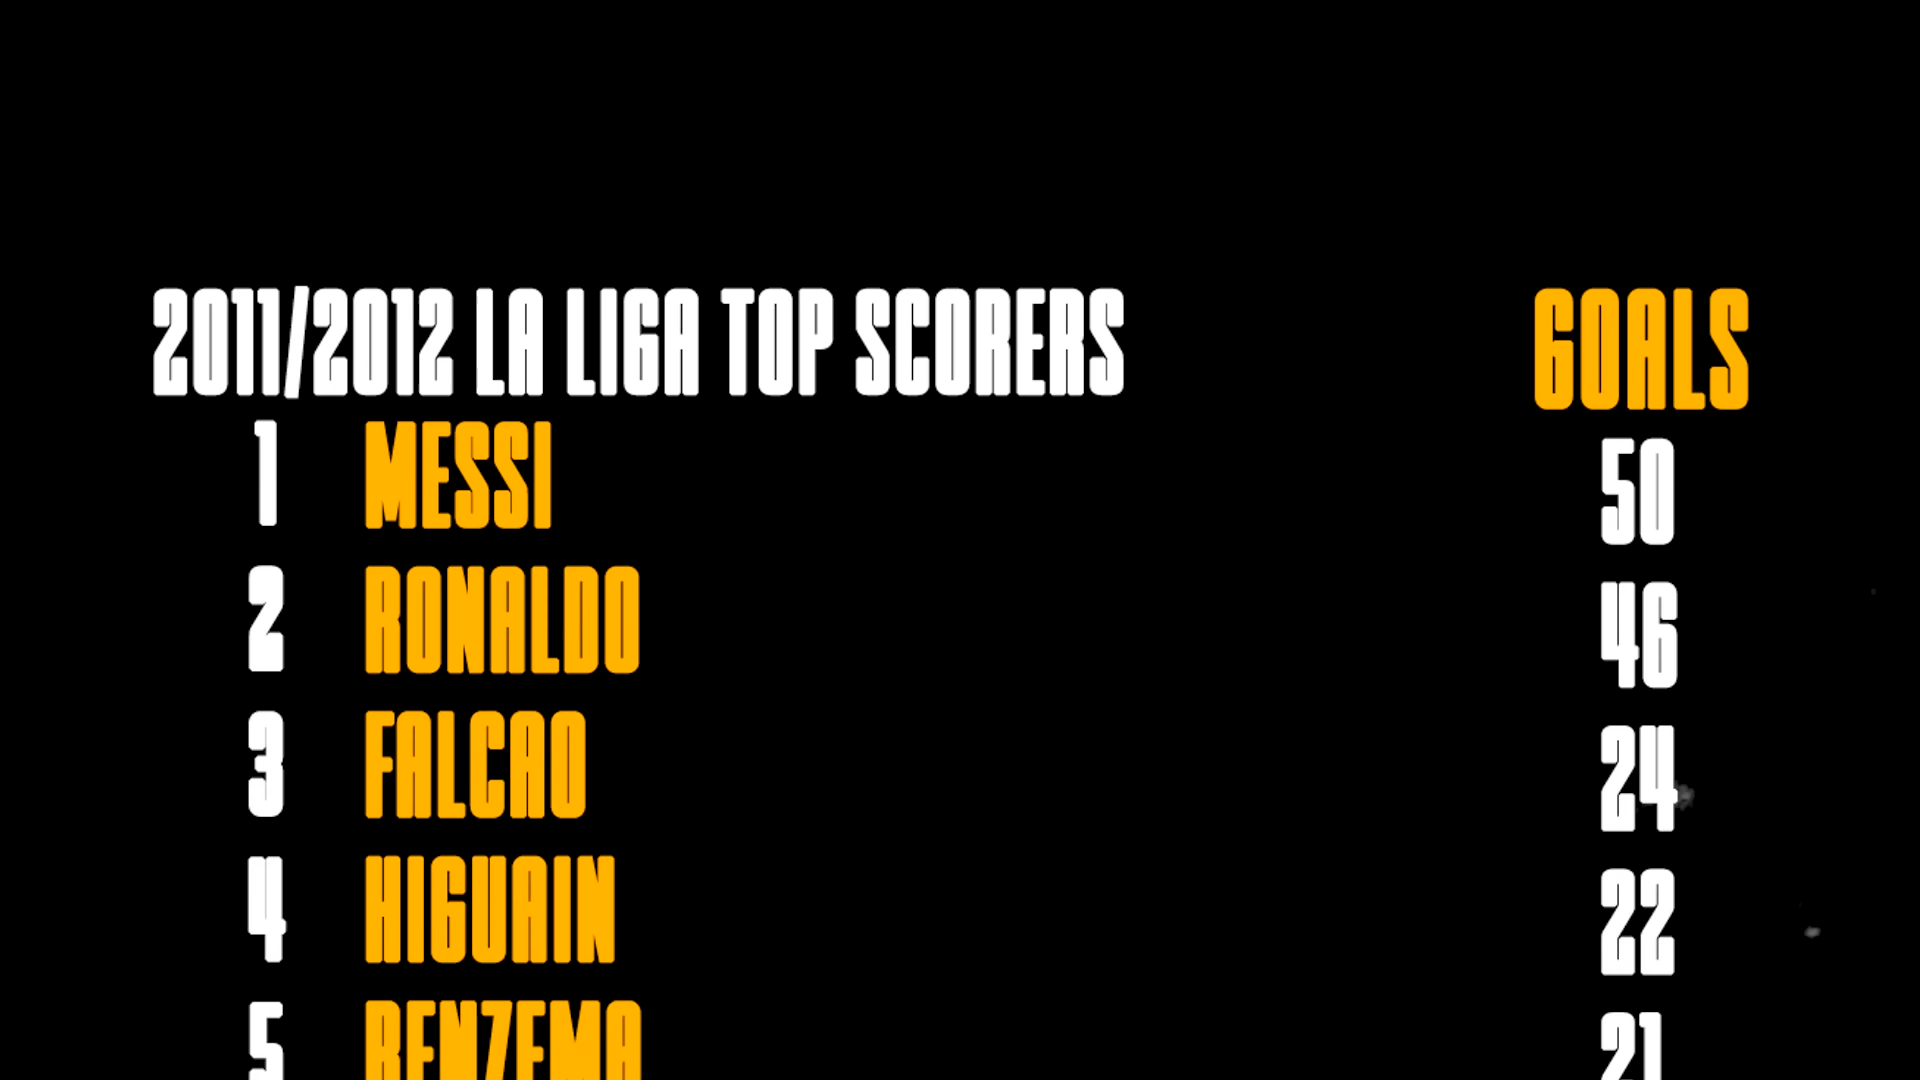 2011/2012 LA LIGA TOP SCORERS GOALS
1 MESSI 50
2 RONALDO 46
3 FALCAO 24
4 HIGUAIN 22
5 BENZEMA 21